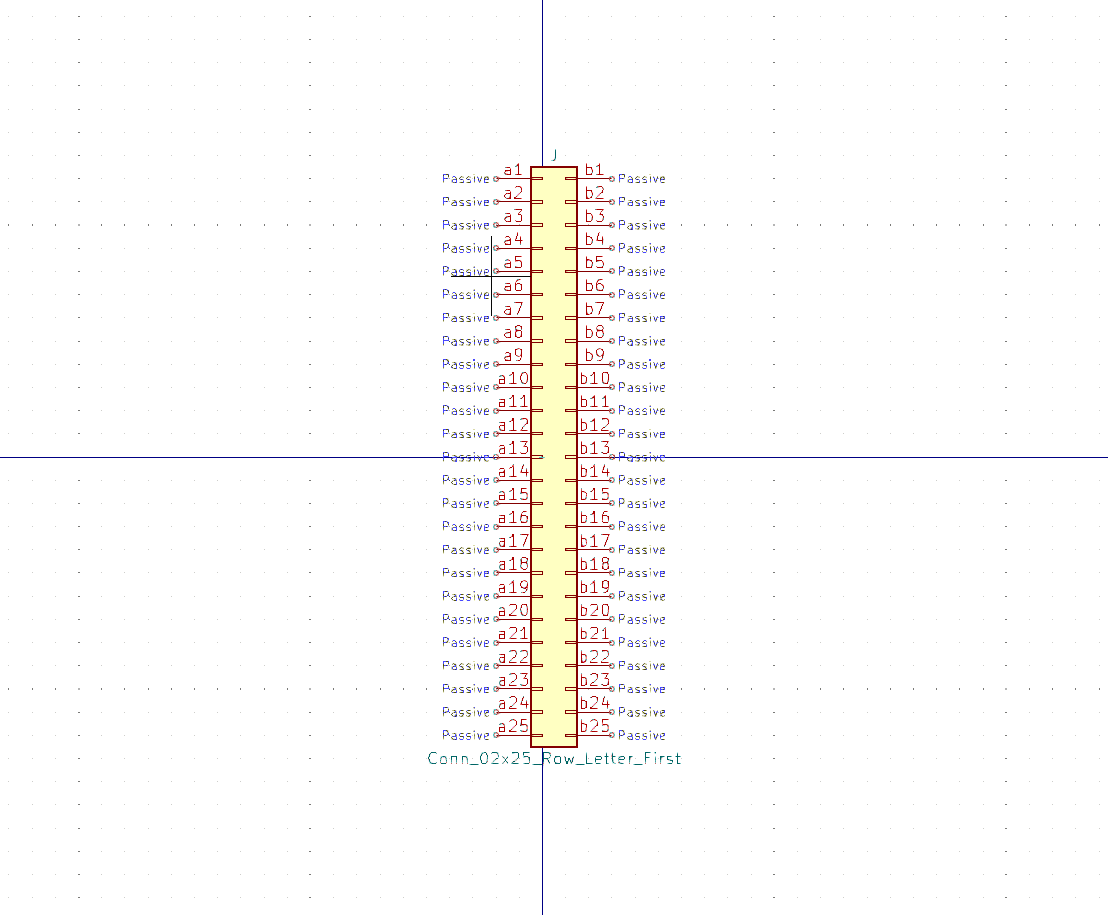 J
Passive a1 b1 Passive
Passive a2 b2 Passive
Passive a3 b3 Passive
Passive a4 b4 Passive
Passive a5 b5 Passive
Passive a6 b6 Passive
Passive a7 b7 Passive
Passive a8 b8 Passive
Passive a9 b9 Passive
Passive a10 b10 Passive
Passive a11 b11 Passive
Passive a12 b12 Passive
Passive a13 b13 Passive
Passive a14 b14 Passive
Passive a15 b15 Passive
Passive a16 b16 Passive
Passive a17 b17 Passive
Passive a18 b18 Passive
Passive a19 b19 Passive
Passive a20 b20 Passive
Passive a21 b21 Passive
Passive a22 b22 Passive
Passive a23 b23 Passive
Passive a24 b24 Passive
Passive a25 b25 Passive
Conn_02x25_Row_Letter_First